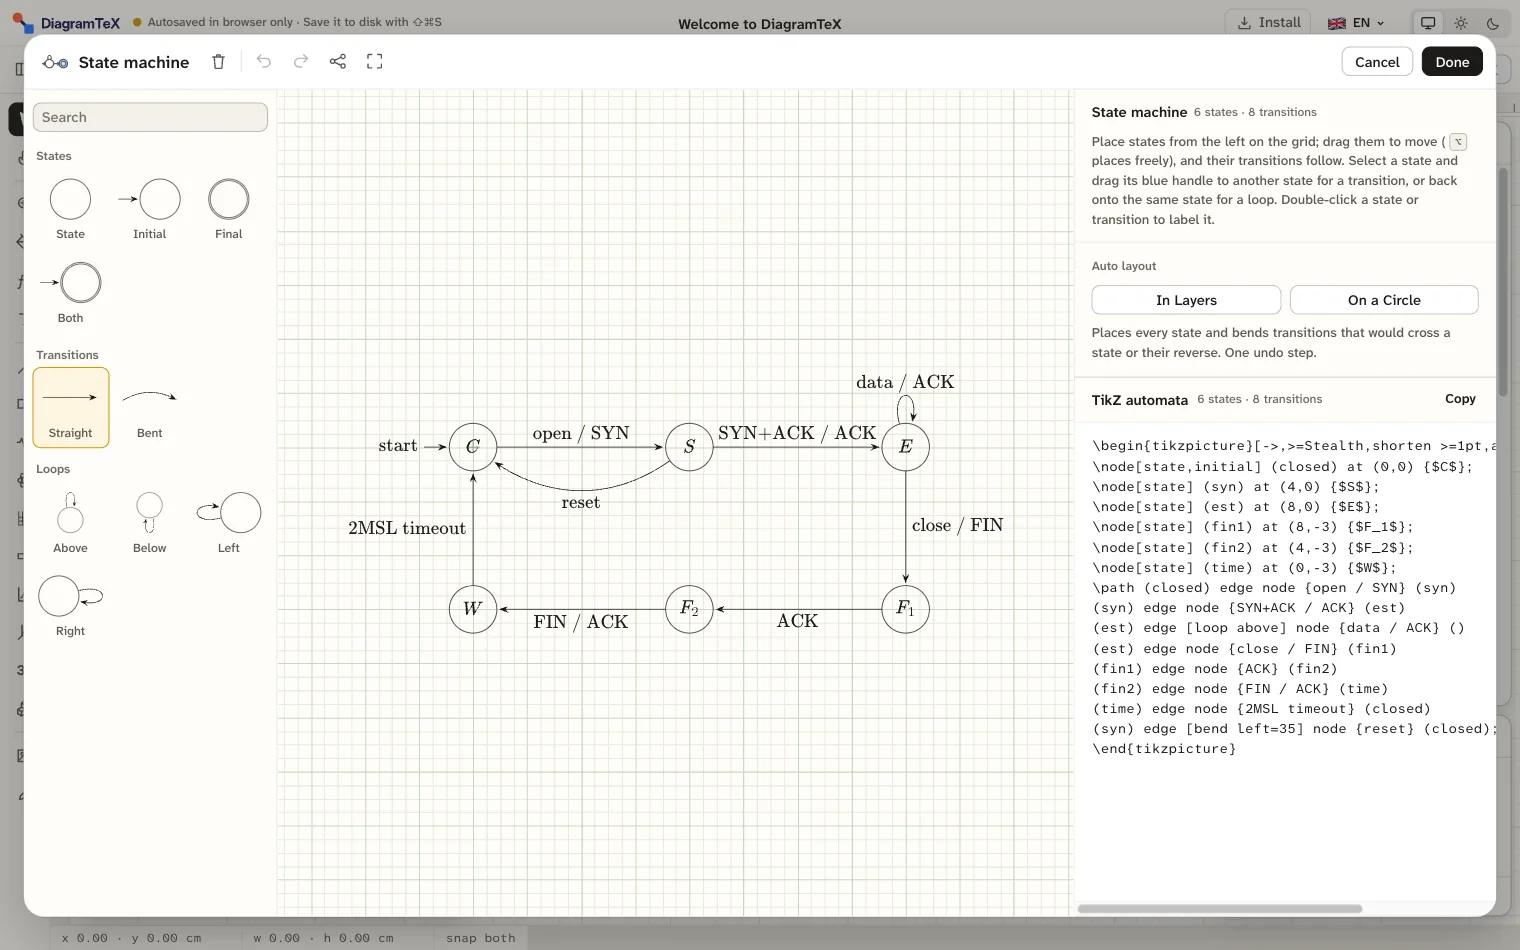 DiagramTeX
Autosaved in browser only · Save it to disk with ⇧⌘S
Welcome to DiagramTeX
Install
EN
State machine
Cancel
Done
Search
States
State
Initial
Final
Both
Transitions
Straight
Bent
Loops
Above
Below
Left
Right
data / ACK
start
C
open / SYN
S
SYN+ACK / ACK
E
reset
2MSL timeout
close / FIN
W
FIN / ACK
F₂
ACK
F₁
State machine 6 states · 8 transitions
Place states from the left on the grid; drag them to move ( ⌥
places freely), and their transitions follow. Select a state and
drag its blue handle to another state for a transition, or back
onto the same state for a loop. Double-click a state or
transition to label it.
Auto layout
In Layers
On a Circle
Places every state and bends transitions that would cross a
state or their reverse. One undo step.
TikZ automata 6 states · 8 transitions
Copy
\begin{tikzpicture}[->,>=Stealth,shorten >=1pt,a
\node[state,initial] (closed) at (0,0) {$C$};
\node[state] (syn) at (4,0) {$S$};
\node[state] (est) at (8,0) {$E$};
\node[state] (fin1) at (8,-3) {$F_1$};
\node[state] (fin2) at (4,-3) {$F_2$};
\node[state] (time) at (0,-3) {$W$};
\path (closed) edge node {open / SYN} (syn)
(syn) edge node {SYN+ACK / ACK} (est)
(est) edge [loop above] node {data / ACK} ()
(est) edge node {close / FIN} (fin1)
(fin1) edge node {ACK} (fin2)
(fin2) edge node {FIN / ACK} (time)
(time) edge node {2MSL timeout} (closed)
(syn) edge [bend left=35] node {reset} (closed);
\end{tikzpicture}
x 0.00 · y 0.00 cm
w 0.00 · h 0.00 cm
snap both